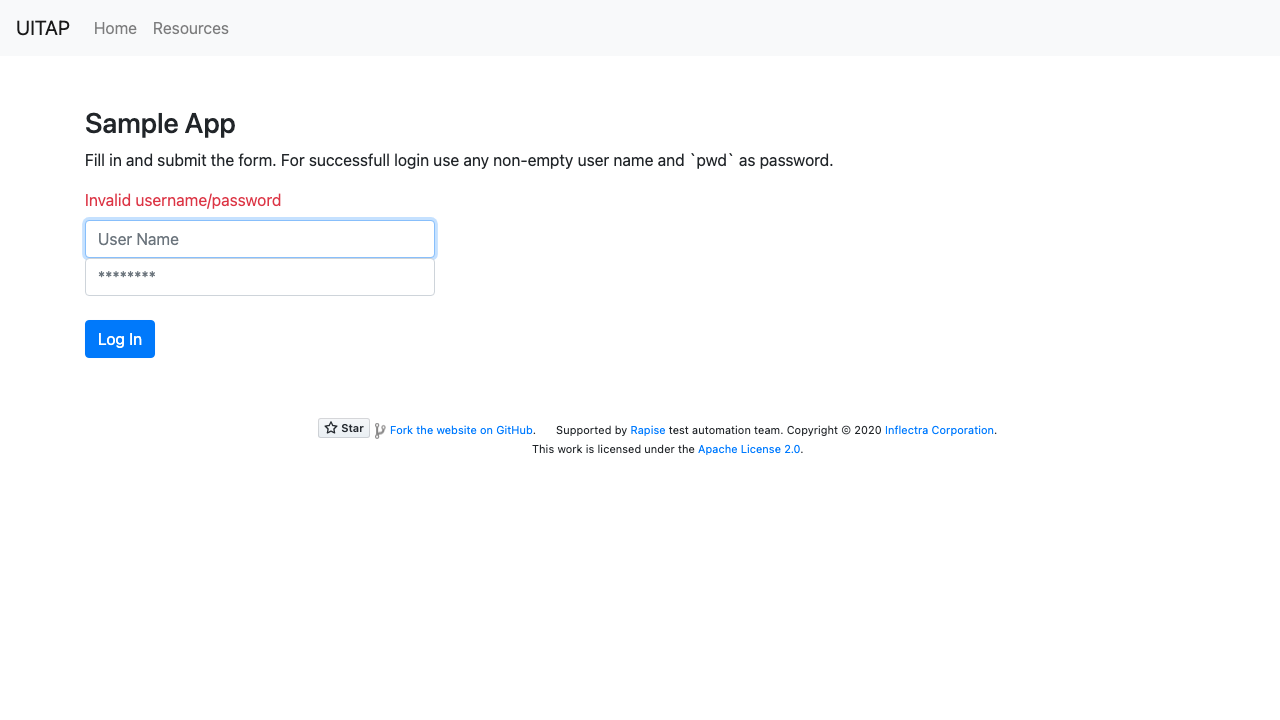 UITAP Home Resources
Sample App
Fill in and submit the form. For successfull login use any non-empty user name and `pwd` as password.
Invalid username/password
User Name
********
Log In
Star Fork the website on GitHub. Supported by Rapise test automation team. Copyright © 2020 Inflectra Corporation.
This work is licensed under the Apache License 2.0.